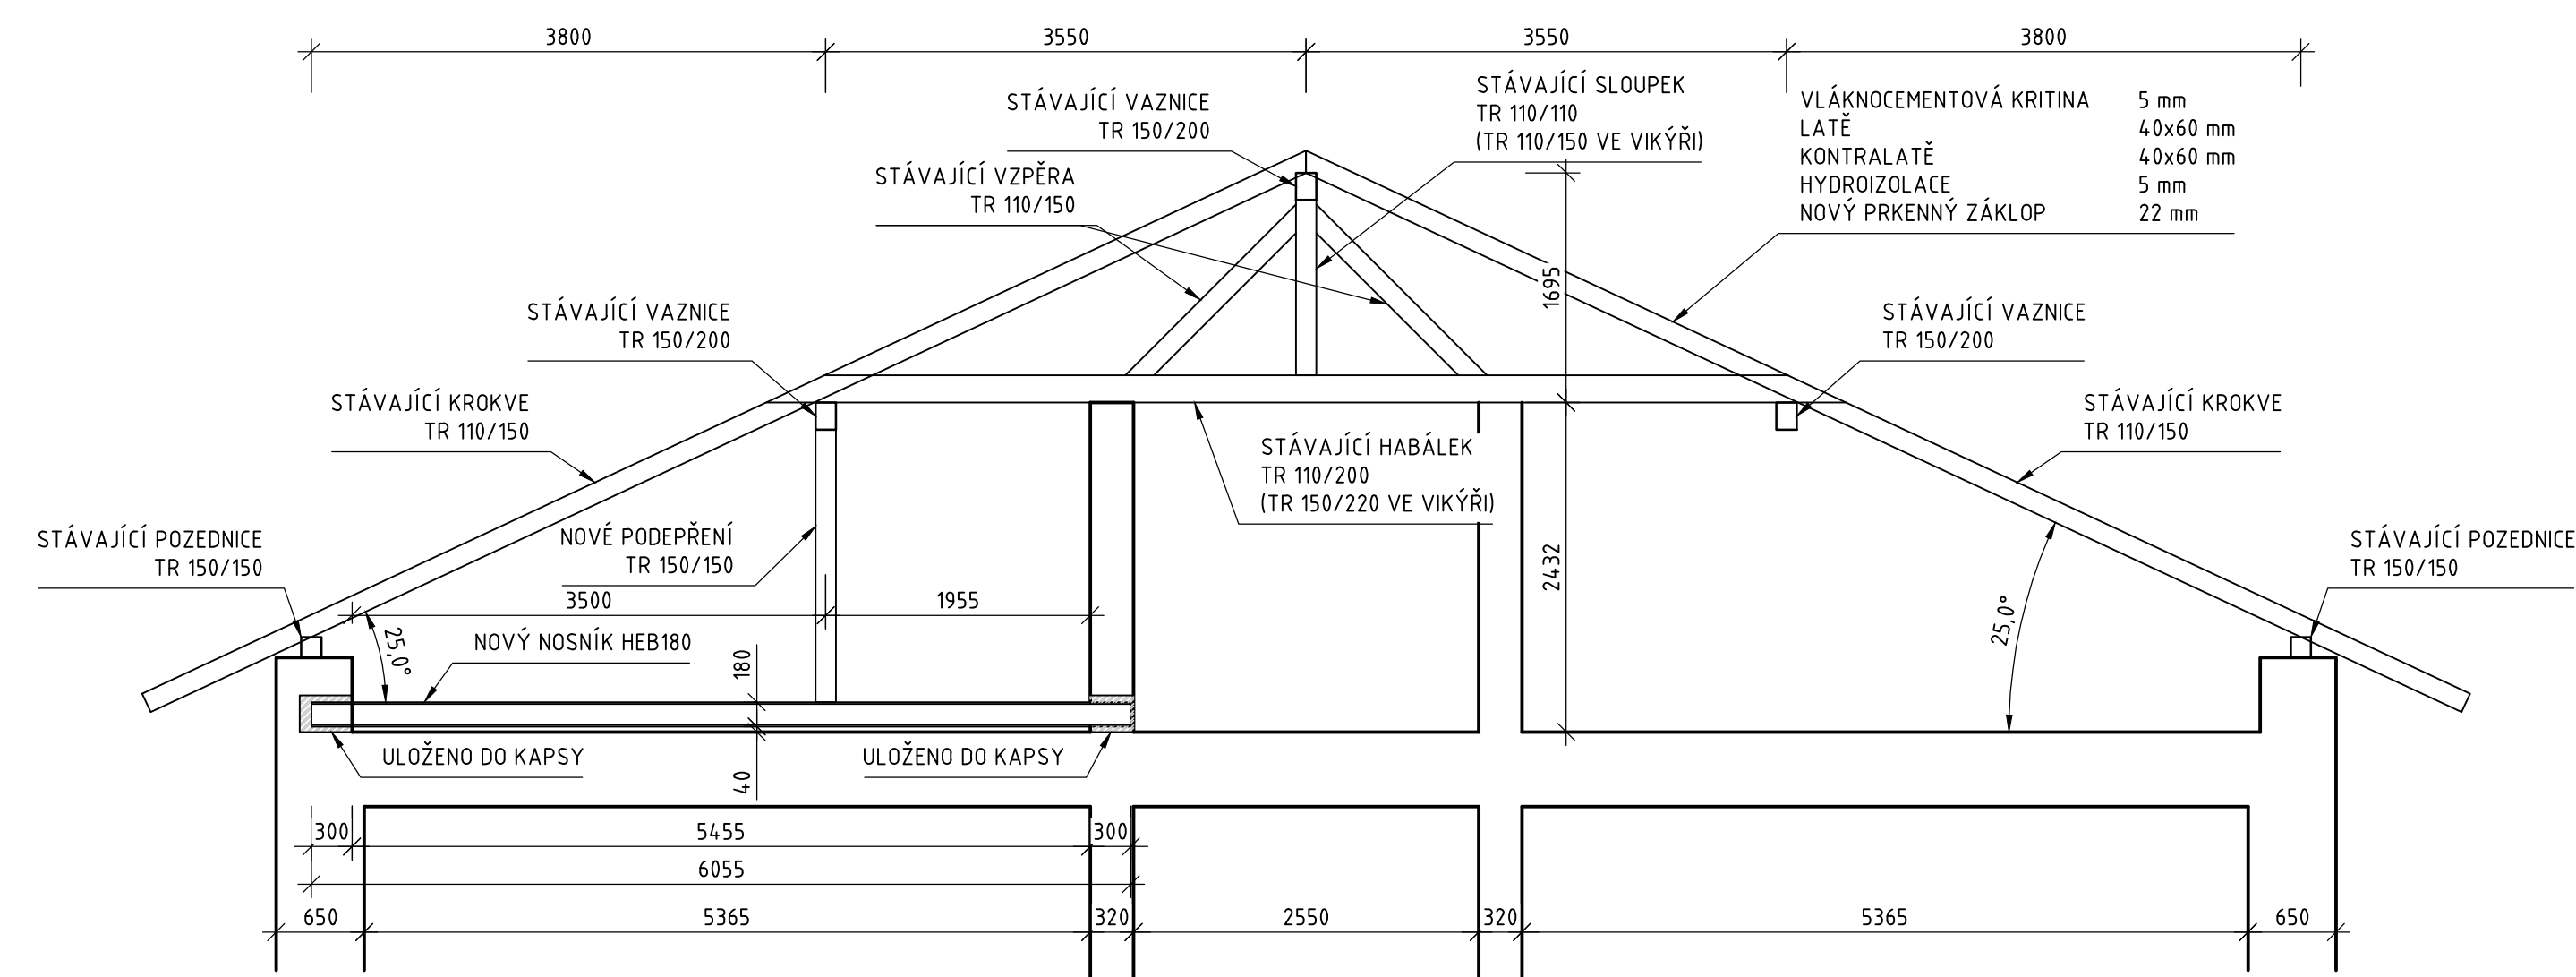 3800
3550
3550
3800
STÁVAJÍCÍ VAZNICE
TR 150/200
STÁVAJÍCÍ SLOUPEK
TR 110/110
(TR 110/150 VE VIKÝŘI)
VLÁKNOCEMENTOVÁ KRITINA 5 mm
LATĚ 40x60 mm
KONTRALATĚ 40x60 mm
HYDROIZOLACE 5 mm
NOVÝ PRKENNÝ ZÁKLOP 22 mm
STÁVAJÍCÍ VZPĚRA
TR 110/150
1695
STÁVAJÍCÍ VAZNICE
TR 150/200
STÁVAJÍCÍ VAZNICE
TR 150/200
STÁVAJÍCÍ KROKVE
TR 110/150
STÁVAJÍCÍ KROKVE
TR 110/150
STÁVAJÍCÍ HABÁLEK
TR 110/200
(TR 150/220 VE VIKÝŘI)
STÁVAJÍCÍ POZEDNICE
TR 150/150
NOVÉ PODEPŘENÍ
TR 150/150
2432
STÁVAJÍCÍ POZEDNICE
TR 150/150
3500
1955
25,0°
25,0°
NOVÝ NOSNÍK HEB180
180
ULOŽENO DO KAPSY
ULOŽENO DO KAPSY
40
300
5455
300
6055
650
5365
320
2550
320
5365
650